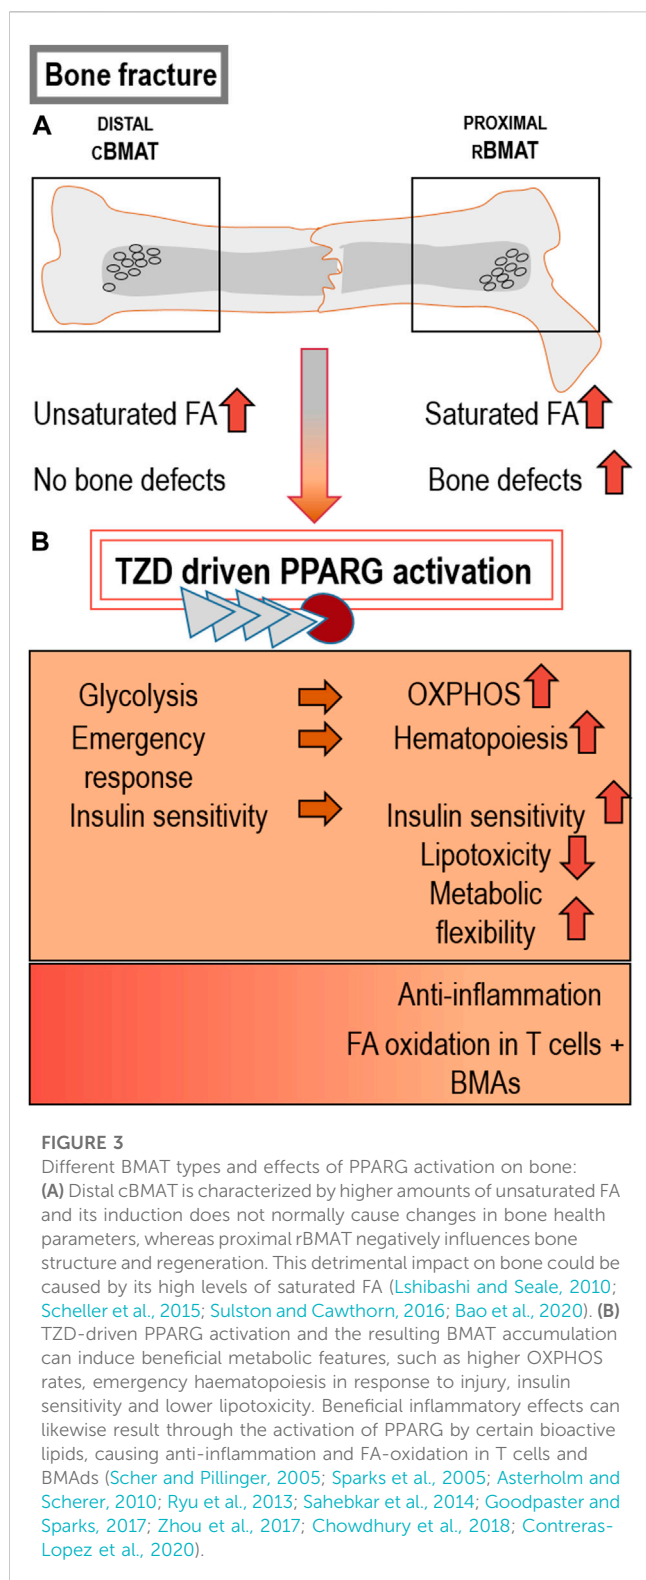 Bone fracture
A
DISTAL
cBMAT
PROXIMAL
RBMAT
Unsaturated FA
Saturated FA
No bone defects
Bone defects
B
TZD driven PPARG activation
Glycolysis
OXPHOS
Emergency
response
Hematopoiesis
Insulin sensitivity
Insulin sensitivity
Lipotoxicity
Metabolic
flexibility
Anti-inflammation
FA oxidation in T cells +
BMAs
FIGURE 3
Different BMAT types and effects of PPARG activation on bone:
(A) Distal cBMAT is characterized by higher amounts of unsaturated FA
and its induction does not normally cause changes in bone health
parameters, whereas proximal rBMAT negatively influences bone
structure and regeneration. This detrimental impact on bone could be
caused by its high levels of saturated FA (Lshibashi and Seale, 2010;
Scheller et al., 2015; Sulston and Cawthorn, 2016; Bao et al., 2020). (B)
TZD-driven PPARG activation and the resulting BMAT accumulation
can induce beneficial metabolic features, such as higher OXPHOS
rates, emergency haematopoiesis in response to injury, insulin
sensitivity and lower lipotoxicity. Beneficial inflammatory effects can
likewise result through the activation of PPARG by certain bioactive
lipids, causing anti-inflammation and FA-oxidation in T cells and
BMAds (Scher and Pillinger, 2005; Sparks et al., 2005; Asterholm and
Scherer, 2010; Ryu et al., 2013; Sahebkar et al., 2014; Goodpaster and
Sparks, 2017; Zhou et al., 2017; Chowdhury et al., 2018; Contreras-
Lopez et al., 2020).